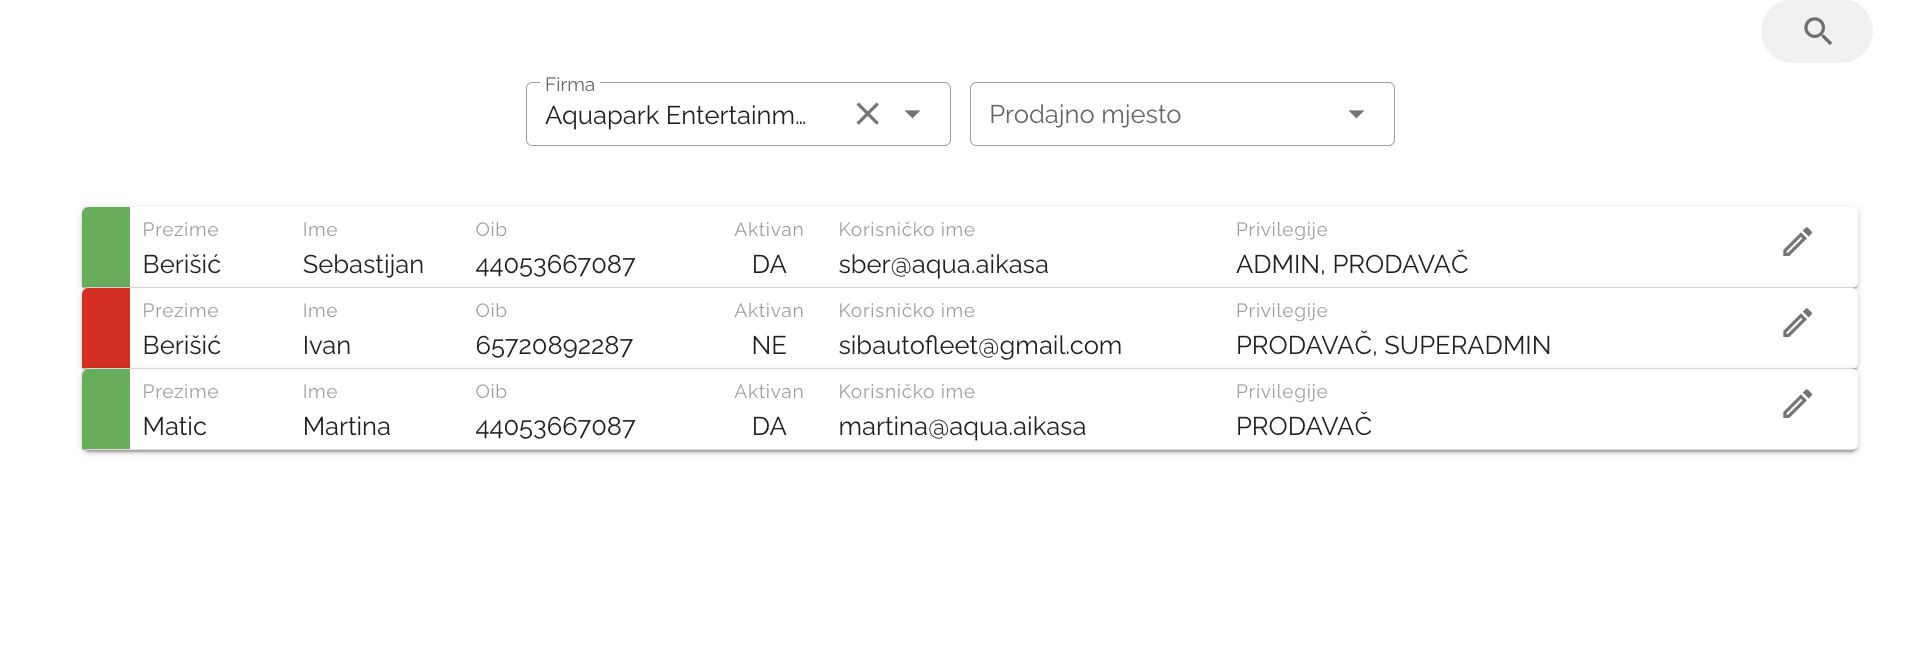 Firma
Aquapark Entertainm...
Prodajno mjesto
Prezime Ime Oib Aktivan Korisničko ime Privilegije
Berišić Sebastijan 44053667087 DA sber@aqua.aikasa ADMIN, PRODAVAČ
Prezime Ime Oib Aktivan Korisničko ime Privilegije
Berišić Ivan 65720892287 NE sibautofleet@gmail.com PRODAVAČ, SUPERADMIN
Prezime Ime Oib Aktivan Korisničko ime Privilegije
Matic Martina 44053667087 DA martina@aqua.aikasa PRODAVAČ